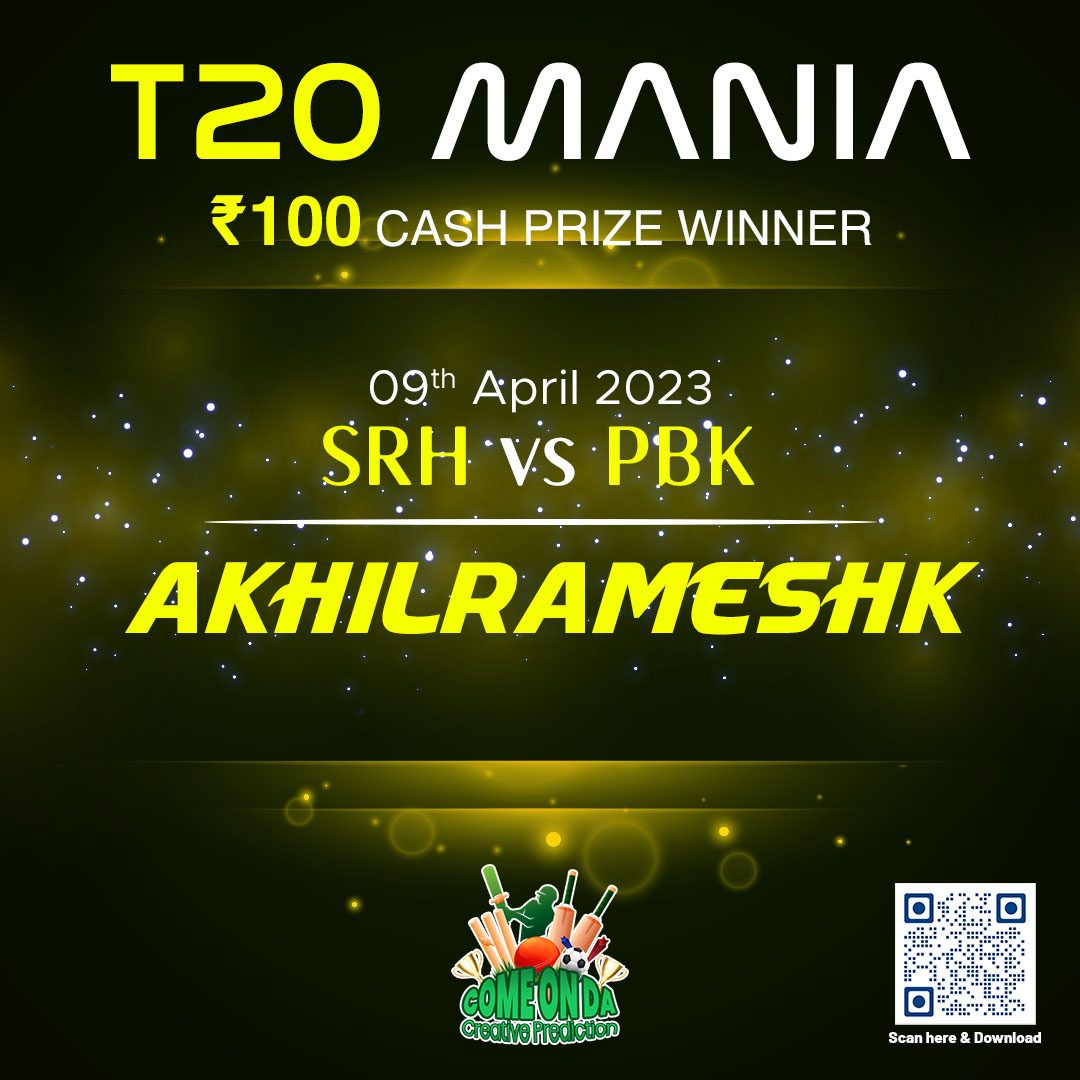 T20 MANIA
₹100 CASH PRIZE WINNER
09th April 2023
SRH vs PBK
AKHILRAMESHK
COME ON DA
Creative Prediction
Scan here & Download